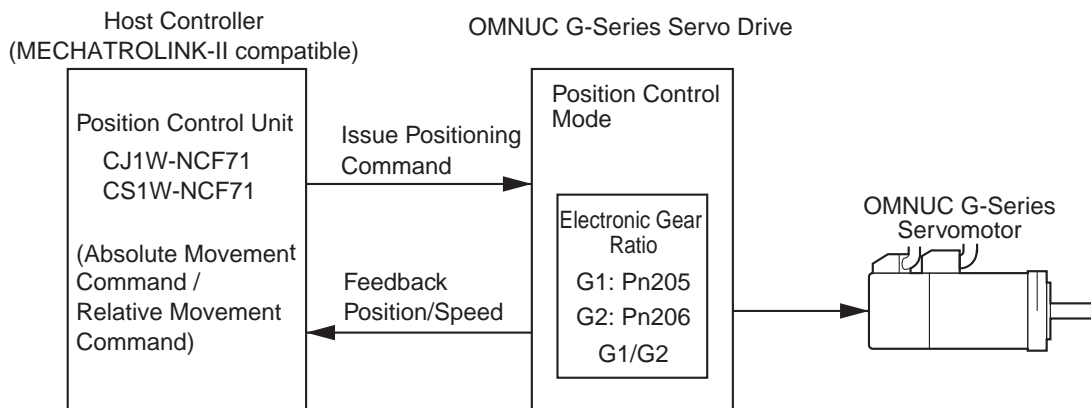 Host Controller
(MECHATROLINK-II compatible)
OMNUC G-Series Servo Drive
Position Control Unit
CJ1W-NCF71
CS1W-NCF71
(Absolute Movement
Command /
Relative Movement
Command)
Issue Positioning
Command
Feedback
Position/Speed
Position Control
Mode
Electronic Gear
Ratio
G1: Pn205
G2: Pn206
G1/G2
OMNUC G-Series
Servomotor